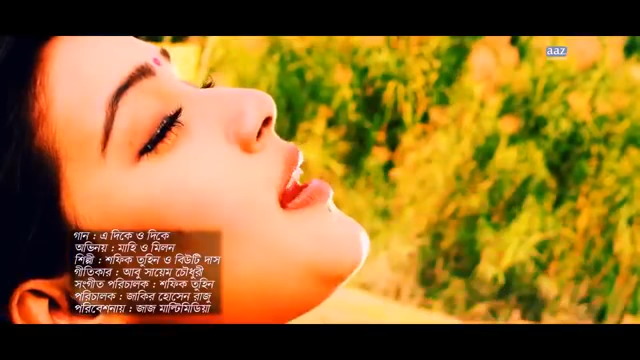 aaz
গান : এ দিকে ও দিকে
অভিনয় : মাহি ও মিলন
শিল্পী : শফিক তুহিন ও বিউটি দাস
গীতিকার : আবু সায়েম চৌধুরী
সংগীত পরিচালক : শফিক তুহিন
পরিচালক : জাকির হোসেন রাজু
পরিবেশনায় : জাজ মাল্টিমিডিয়া